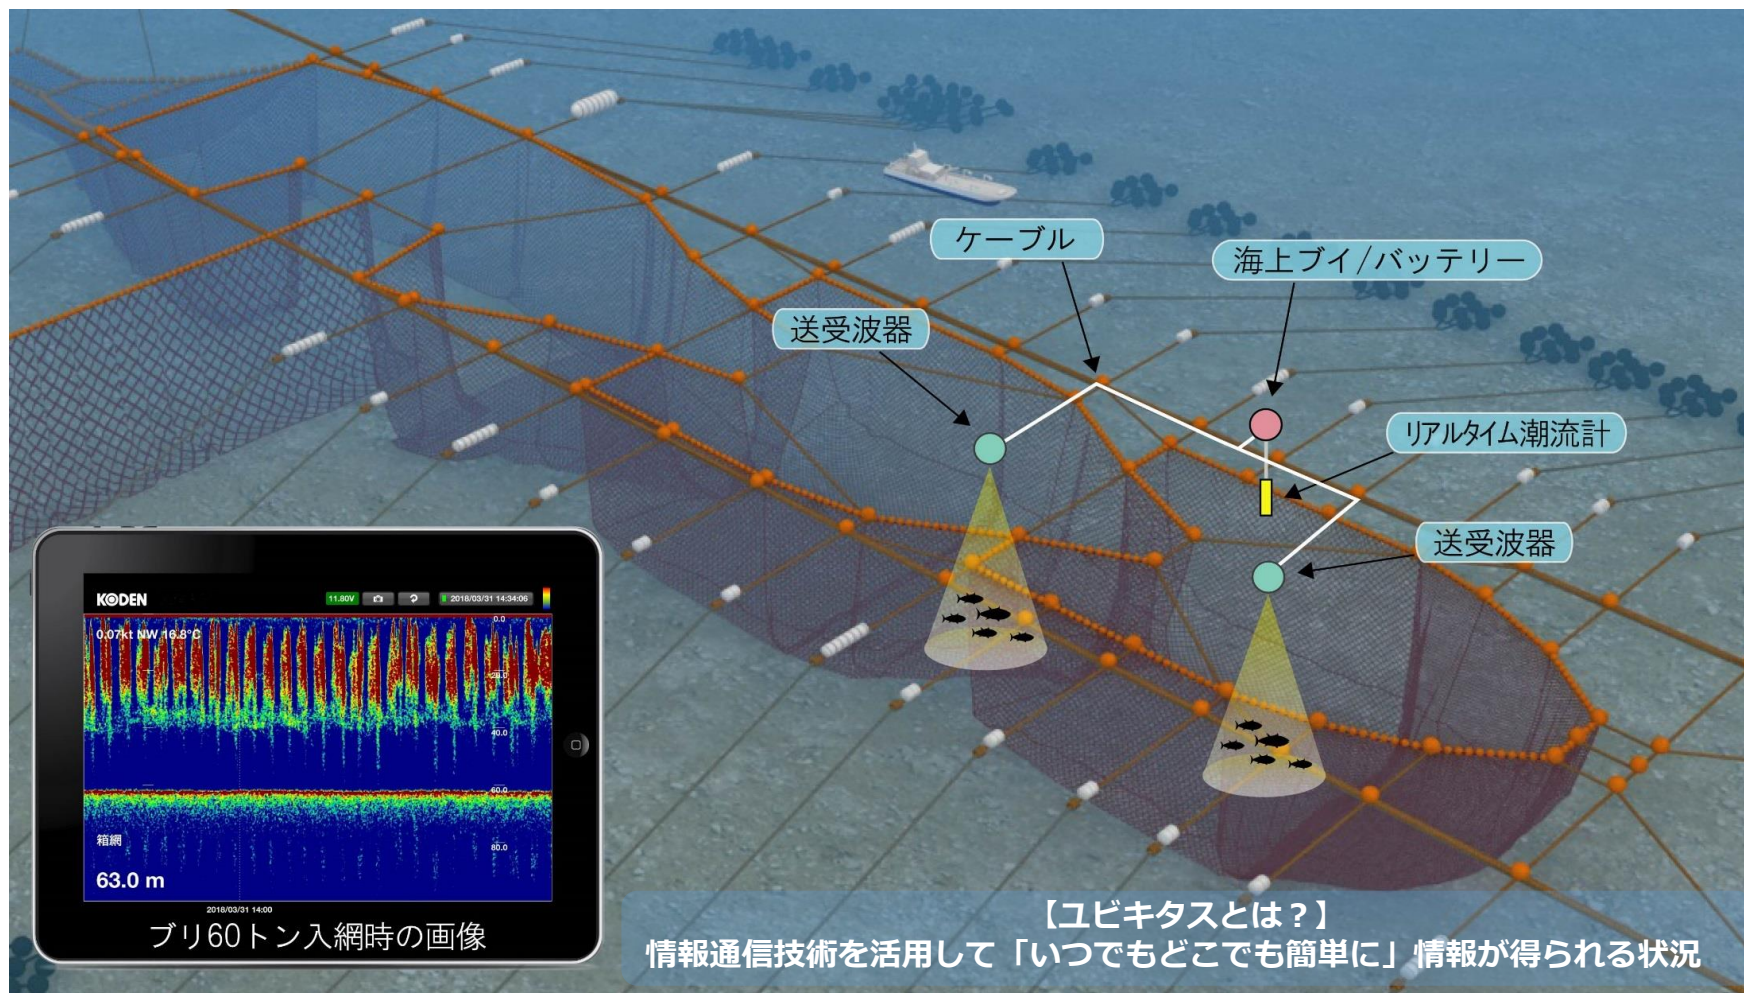 ケーブル
海上ブイ/バッテリー
送受波器
リアルタイム潮流計
送受波器
KODEN
11.80V
2018/03/31 14:34:06
0.07kt NW 16.8°C
0.0
20.0
40.0
60.0
箱網
80.0
63.0 m
2018/03/31 14:00
ブリ60トン入網時の画像
【ユビキタスとは?】
情報通信技術を活用して「いつでもどこでも簡単に」情報が得られる状況